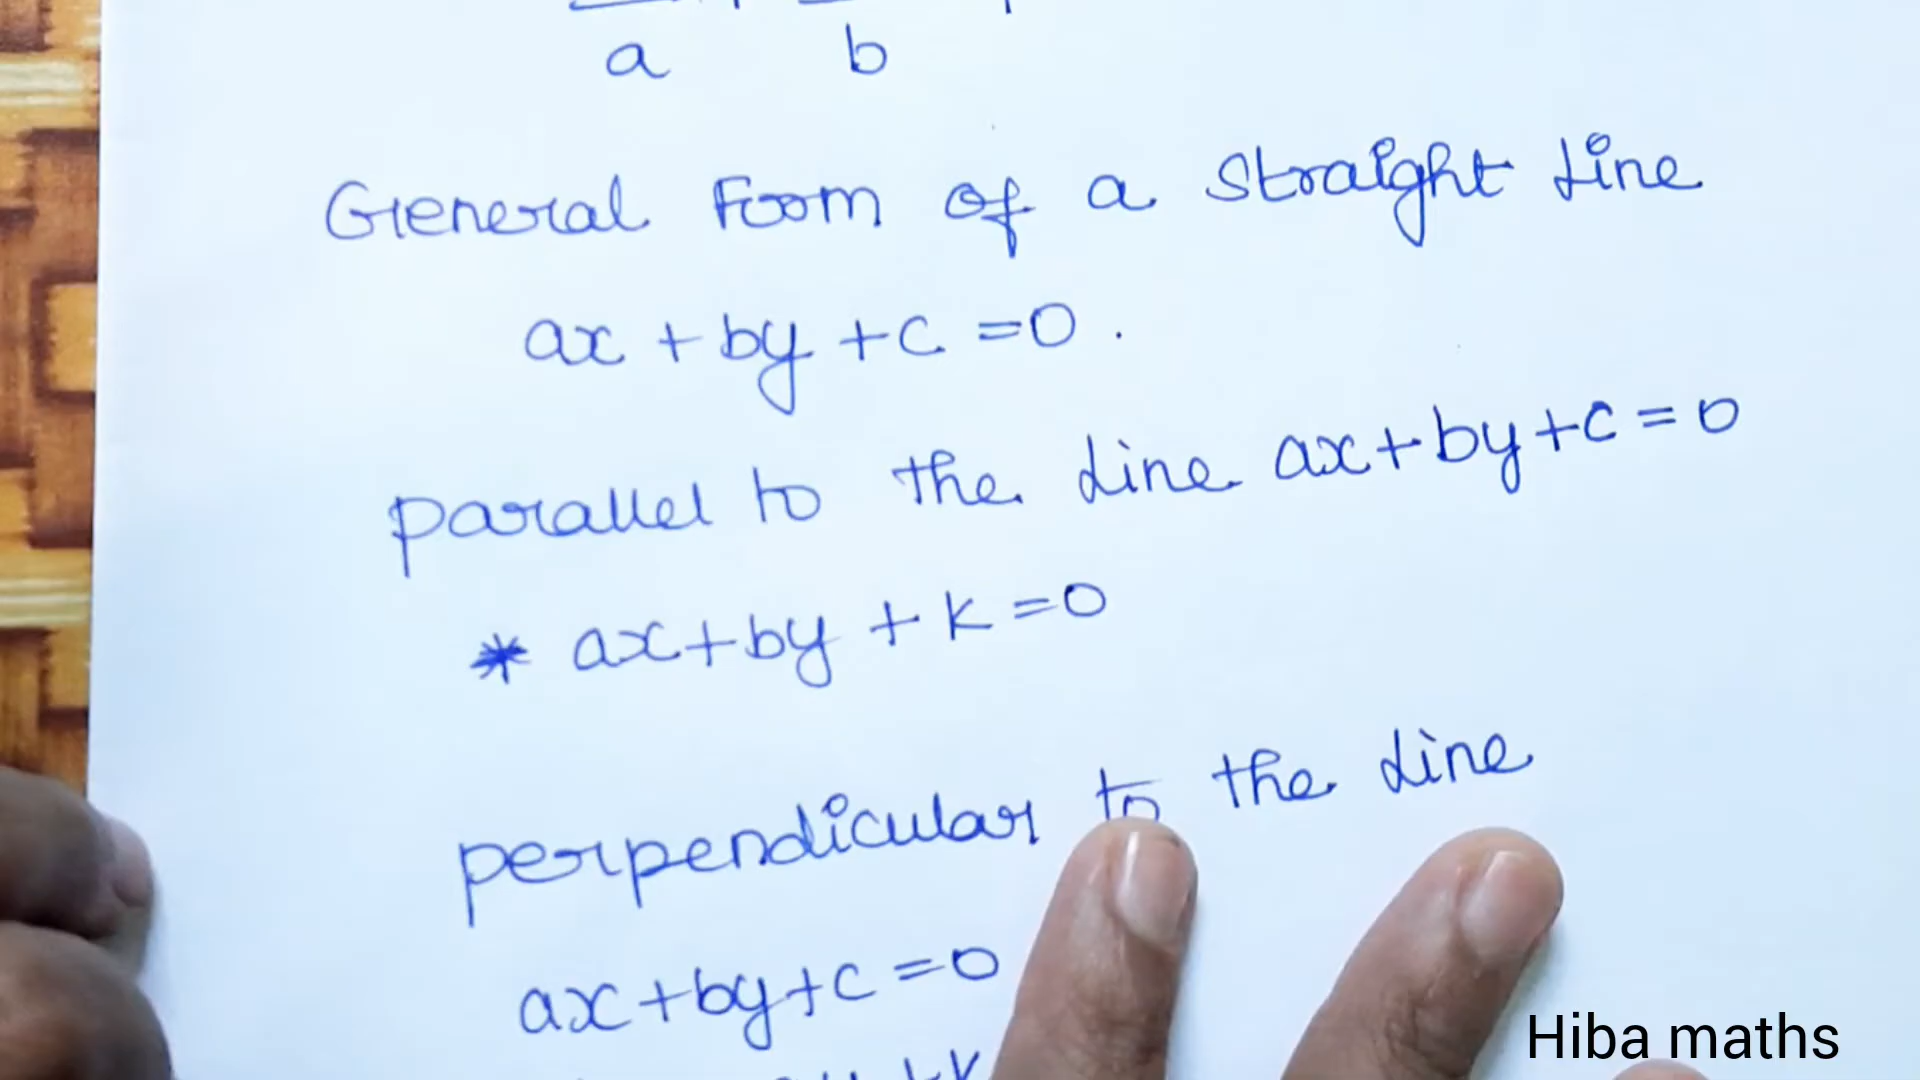 a b
General Form of a straight line
ax + by + c = 0.
parallel to the line ax+by+c=0
* ax+by + k = 0
perpendicular to the line
ax+by+c=0
Hiba maths